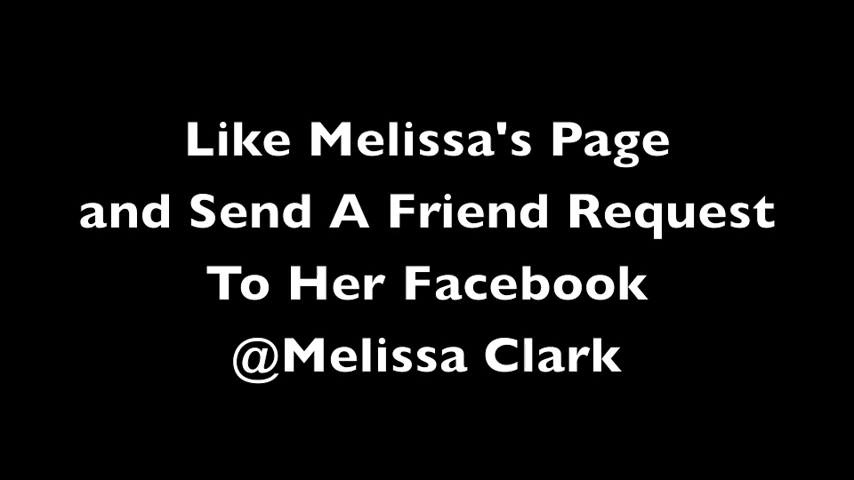 Like Melissa's Page
and Send A Friend Request
To Her Facebook
@Melissa Clark